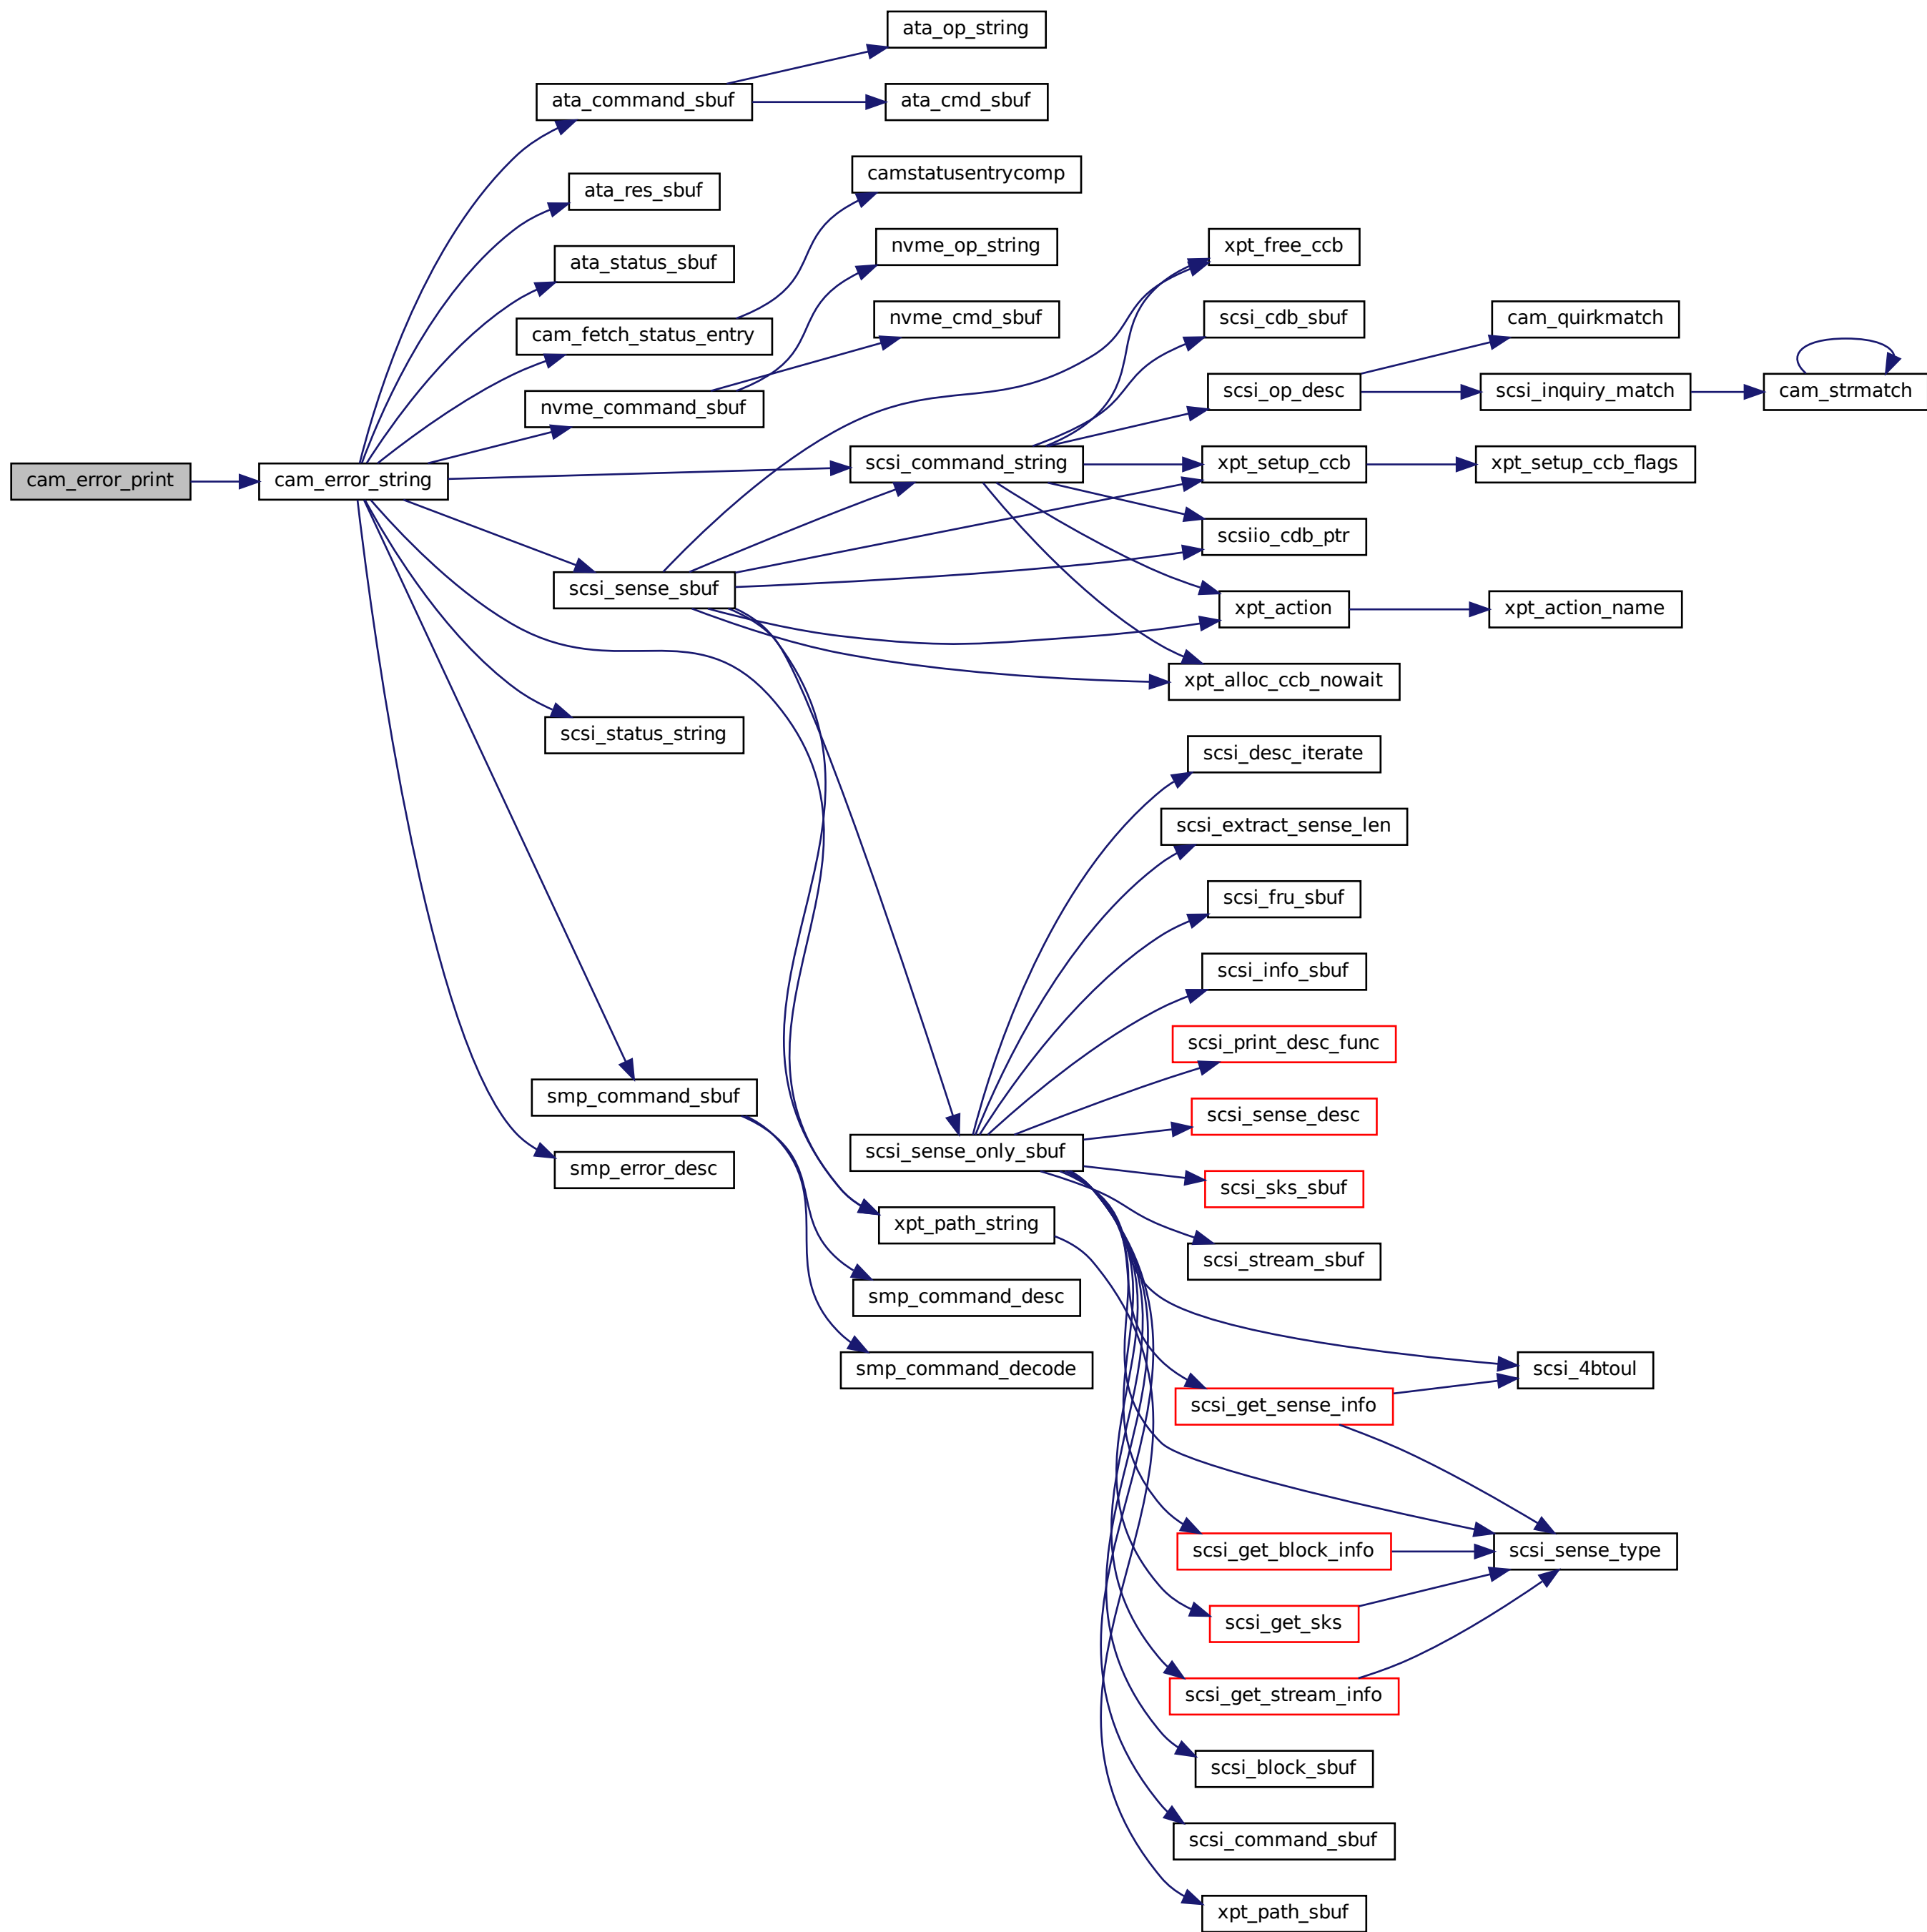 ata_op_string
ata_command_sbuf
ata_cmd_sbuf
camstatusentrycomp
ata_res_sbuf
nvme_op_string
xpt_free_ccb
ata_status_sbuf
nvme_cmd_sbuf
scsi_cdb_sbuf
cam_quirkmatch
cam_fetch_status_entry
scsi_op_desc
scsi_inquiry_match
cam_strmatch
nvme_command_sbuf
cam_error_print
cam_error_string
scsi_command_string
xpt_setup_ccb
xpt_setup_ccb_flags
scsiio_cdb_ptr
scsi_sense_sbuf
xpt_action
xpt_action_name
xpt_alloc_ccb_nowait
scsi_status_string
scsi_desc_iterate
scsi_extract_sense_len
scsi_fru_sbuf
scsi_info_sbuf
scsi_print_desc_func
smp_command_sbuf
scsi_sense_desc
scsi_sense_only_sbuf
smp_error_desc
scsi_sks_sbuf
xpt_path_string
scsi_stream_sbuf
smp_command_desc
smp_command_decode
scsi_4btoul
scsi_get_sense_info
scsi_get_block_info
scsi_sense_type
scsi_get_sks
scsi_get_stream_info
scsi_block_sbuf
scsi_command_sbuf
xpt_path_sbuf